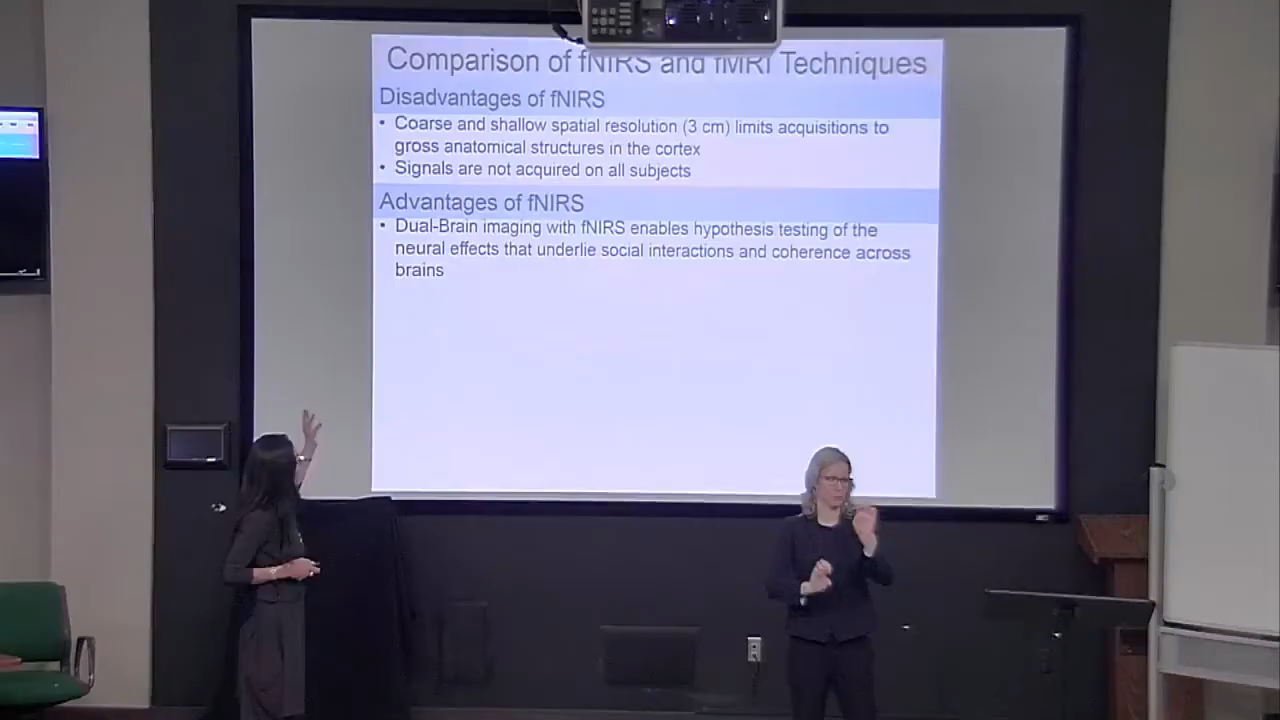 Comparison of fNIRS and fMRI Techniques
Disadvantages of fNIRS
• Coarse and shallow spatial resolution (3 cm) limits acquisitions to
gross anatomical structures in the cortex
• Signals are not acquired on all subjects
Advantages of fNIRS
• Dual-Brain imaging with fNIRS enables hypothesis testing of the
neural effects that underlie social interactions and coherence across
brains